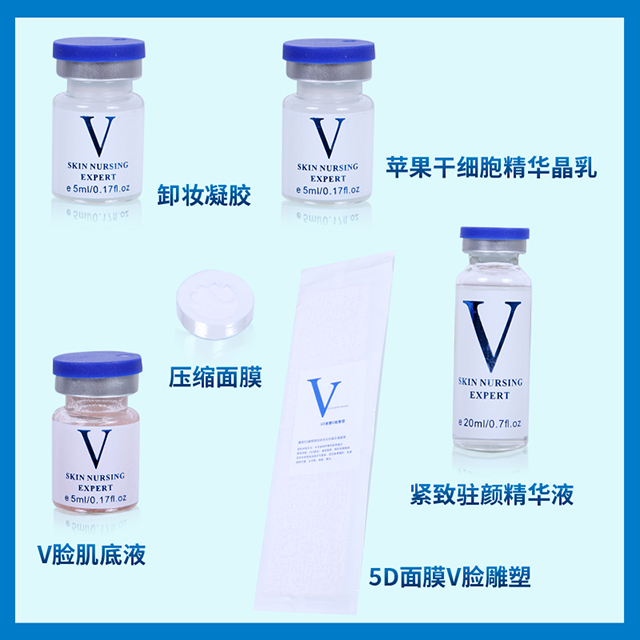 V
SKIN NURSING
EXPERT
e 5ml/0.17fl.oz
卸妆凝胶
V
SKIN NURSING
EXPERT
e 5ml/0.17fl.oz
苹果干细胞精华晶乳
压缩面膜
V
V
SKIN NURSING
EXPERT
e 20ml/0.7fl.oz
紧致驻颜精华液
V
SKIN NURSING
EXPERT
e 5ml/0.17fl.oz
V脸肌底液
5D面膜V脸雕塑